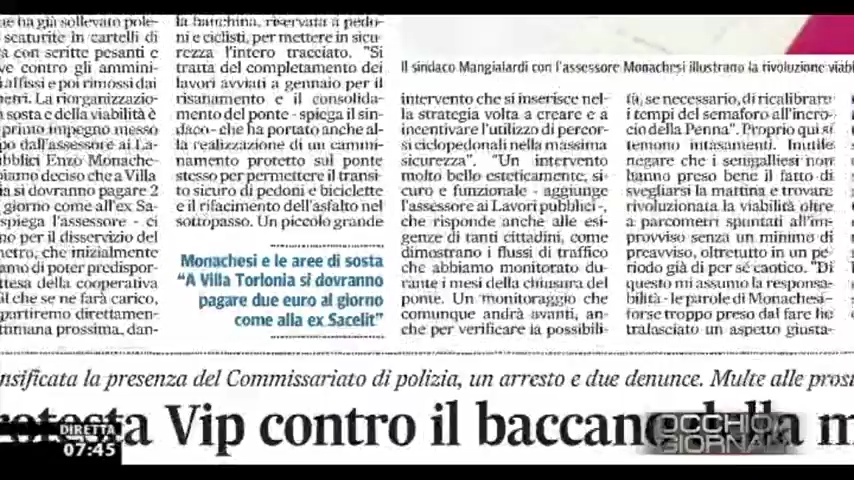 ne ha già sollevato pole-
scaturite in cartelli di
a con scritte pesanti e
ve contro gli ammini-
affissi e poi rimossi dai
metri. La riorganizzazio-
sosta e della viabilità è
primo impegno messo
po dall'assessore ai La-
bblici Enzo Monache-
biamo deciso che a Villa
ia si dovranno pagare 2
giorno come all'ex Sa-
spiega l'assessore - ci
no per il disservizio del
metro, che inizialmente
amo di poter predispor-
ttesa della cooperativa
il che se ne farà carico,
partiremo direttamen-
timana prossima, dan-
la banchina, riservata a pedo-
ni e ciclisti, per mettere in sicu-
rezza l'intero tracciato. "Si
tratta del completamento dei
lavori avviati a gennaio per il
risanamento e il consolida-
mento del ponte - spiega il sin-
daco - che ha portato anche al-
la realizzazione di un cammi-
namento protetto sul ponte
stesso per permettere il transi-
to sicuro di pedoni e biciclette
e il rifacimento dell'asfalto nel
sottopasso. Un piccolo grande
Monachesi e le aree di sosta
"A Villa Torlonia si dovranno
pagare due euro al giorno
come alla ex Sacelit"
Il sindaco Mangialardi con l'assessore Monachesi illustrano la rivoluzione viabi
intervento che si inserisce nel-
la strategia volta a creare e a
incentivare l'utilizzo di percor-
si ciclopedonali nella massima
sicurezza". "Un intervento
molto bello esteticamente, si-
curo e funzionale - aggiunge
l'assessore ai Lavori pubblici -,
che risponde anche alle esi-
genze di tanti cittadini, come
dimostrano i flussi di traffico
che abbiamo monitorato du-
rante i mesi della chiusura del
ponte. Un monitoraggio che
comunque andrà avanti, an-
che per verificare la possibili-
tà, se necessario, di ricalibrare
i tempi del semaforo all'incro-
cio della Penna". Proprio qui si
temono intasamenti. Inutile
negare che i senigalliesi non
hanno preso bene il fatto di
svegliarsi la mattina e trovare
rivoluzionata la viabilità oltre
a parcometri spuntati all'im-
provviso senza un minimo di
preavviso, oltretutto in un pe-
riodo già di per sé caotico. "Di
questo mi assumo la responsa-
bilità - le parole di Monachesi -
forse troppo preso dal fare ho
tralasciato un aspetto giusta-
nsificata la presenza del Commissariato di polizia, un arresto e due denunce. Multe alle pros
rotesta Vip contro il baccano della m
DIRETTA
07:45
OCCHIO AI
GIORNALI